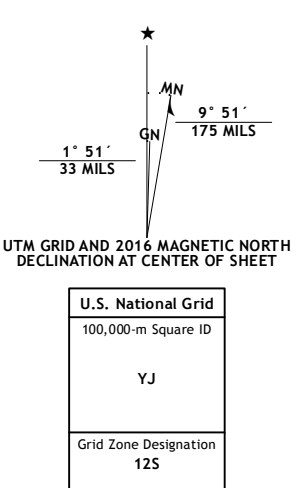 ★
MN
GN
9° 51´
175 MILS
1° 51´
33 MILS
UTM GRID AND 2016 MAGNETIC NORTH
DECLINATION AT CENTER OF SHEET
U.S. National Grid
100,000-m Square ID
YJ
Grid Zone Designation
12S